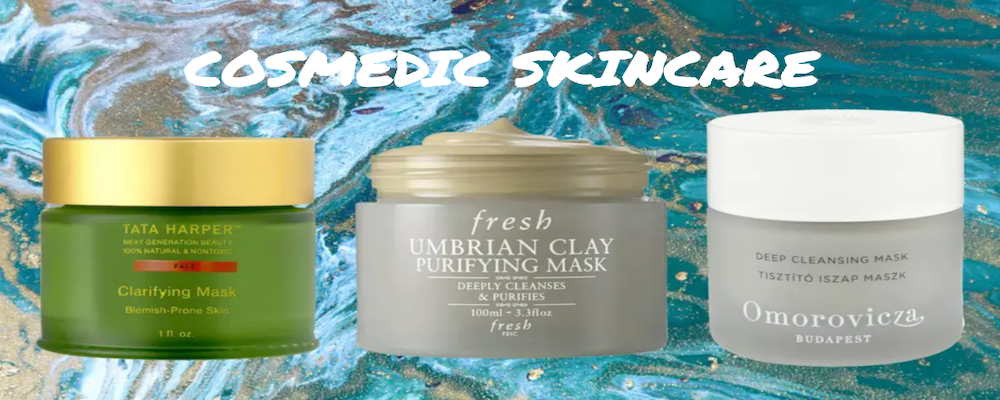 COSMEDIC SKINCARE
TATA HARPER™
NEXT GENERATION BEAUTY
100% NATURAL & NONTOXIC
FACE
Clarifying Mask
Blemish-Prone Skin
1 fl oz.
fresh
UMBRIAN CLAY
PURIFYING MASK
DEEPLY CLEANSES
& PURIFIES
100ml - 3.3floz
fresh
DEEP CLEANSING MASK
TISZTÍTÓ ISZAP MASZK
Omorovicza
BUDAPEST